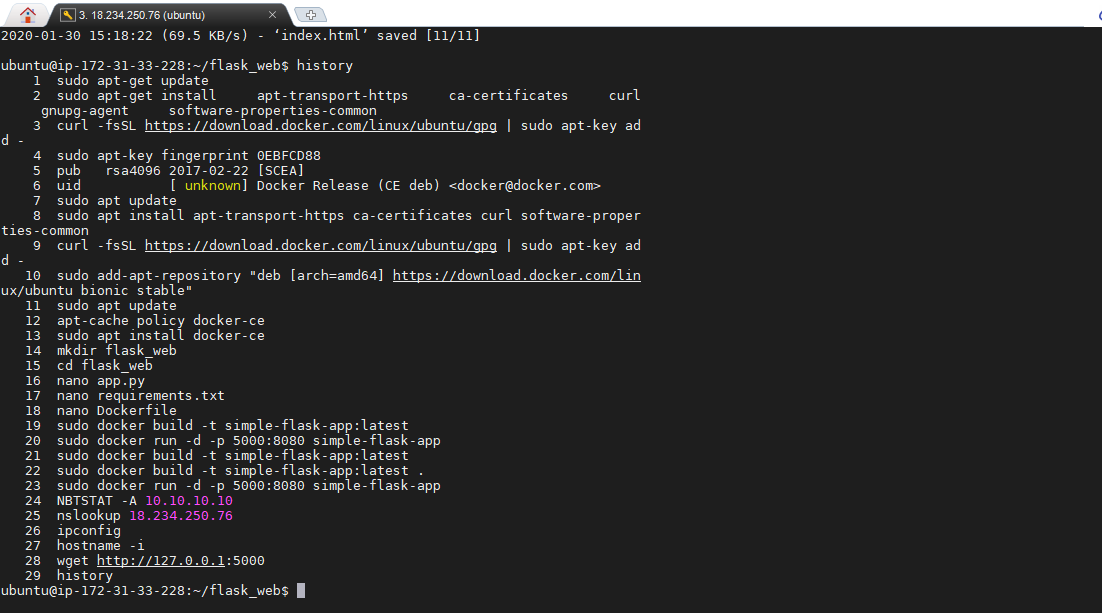 3. 18.234.250.76 (ubuntu)
2020-01-30 15:18:22 (69.5 KB/s) - ‘index.html’ saved [11/11]
ubuntu@ip-172-31-33-228:~/flask_web$ history
1 sudo apt-get update
2 sudo apt-get install apt-transport-https ca-certificates curl
gnupg-agent software-properties-common
3 curl -fsSL https://download.docker.com/linux/ubuntu/gpg | sudo apt-key ad
d -
4 sudo apt-key fingerprint 0EBFCD88
5 pub rsa4096 2017-02-22 [SCEA]
6 uid [ unknown] Docker Release (CE deb) <docker@docker.com>
7 sudo apt update
8 sudo apt install apt-transport-https ca-certificates curl software-proper
ties-common
9 curl -fsSL https://download.docker.com/linux/ubuntu/gpg | sudo apt-key ad
d -
10 sudo add-apt-repository "deb [arch=amd64] https://download.docker.com/lin
ux/ubuntu bionic stable"
11 sudo apt update
12 apt-cache policy docker-ce
13 sudo apt install docker-ce
14 mkdir flask_web
15 cd flask_web
16 nano app.py
17 nano requirements.txt
18 nano Dockerfile
19 sudo docker build -t simple-flask-app:latest
20 sudo docker run -d -p 5000:8080 simple-flask-app
21 sudo docker build -t simple-flask-app:latest
22 sudo docker build -t simple-flask-app:latest .
23 sudo docker run -d -p 5000:8080 simple-flask-app
24 NBTSTAT -A 10.10.10.10
25 nslookup 18.234.250.76
26 ipconfig
27 hostname -i
28 wget http://127.0.0.1:5000
29 history
ubuntu@ip-172-31-33-228:~/flask_web$